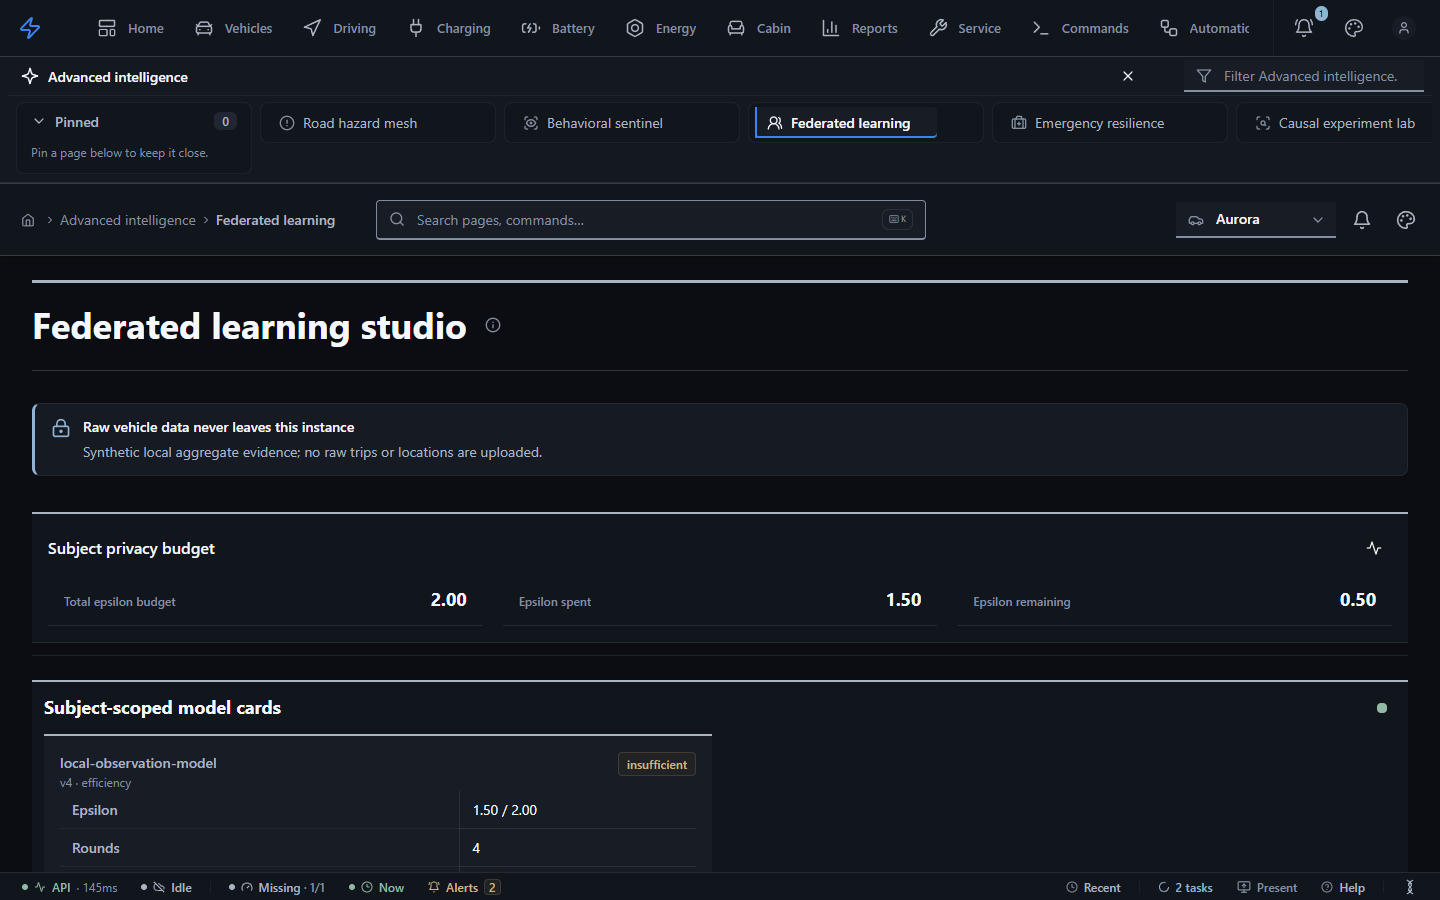 Home
Vehicles
Driving
Charging
Battery
Energy
Cabin
Reports
Service
Commands
Automatic
1
Advanced intelligence
Filter Advanced intelligence.
Pinned
0
Pin a page below to keep it close.
Road hazard mesh
Behavioral sentinel
Federated learning
Emergency resilience
Causal experiment lab
Advanced intelligence
Federated learning
Search pages, commands...
K
Aurora
Federated learning studio
Raw vehicle data never leaves this instance
Synthetic local aggregate evidence; no raw trips or locations are uploaded.
Subject privacy budget
Total epsilon budget
2.00
Epsilon spent
1.50
Epsilon remaining
0.50
Subject-scoped model cards
local-observation-model
insufficient
v4 · efficiency
Epsilon
1.50 / 2.00
Rounds
4
API · 145ms
Idle
Missing · 1/1
Now
Alerts 2
Recent
2 tasks
Present
Help